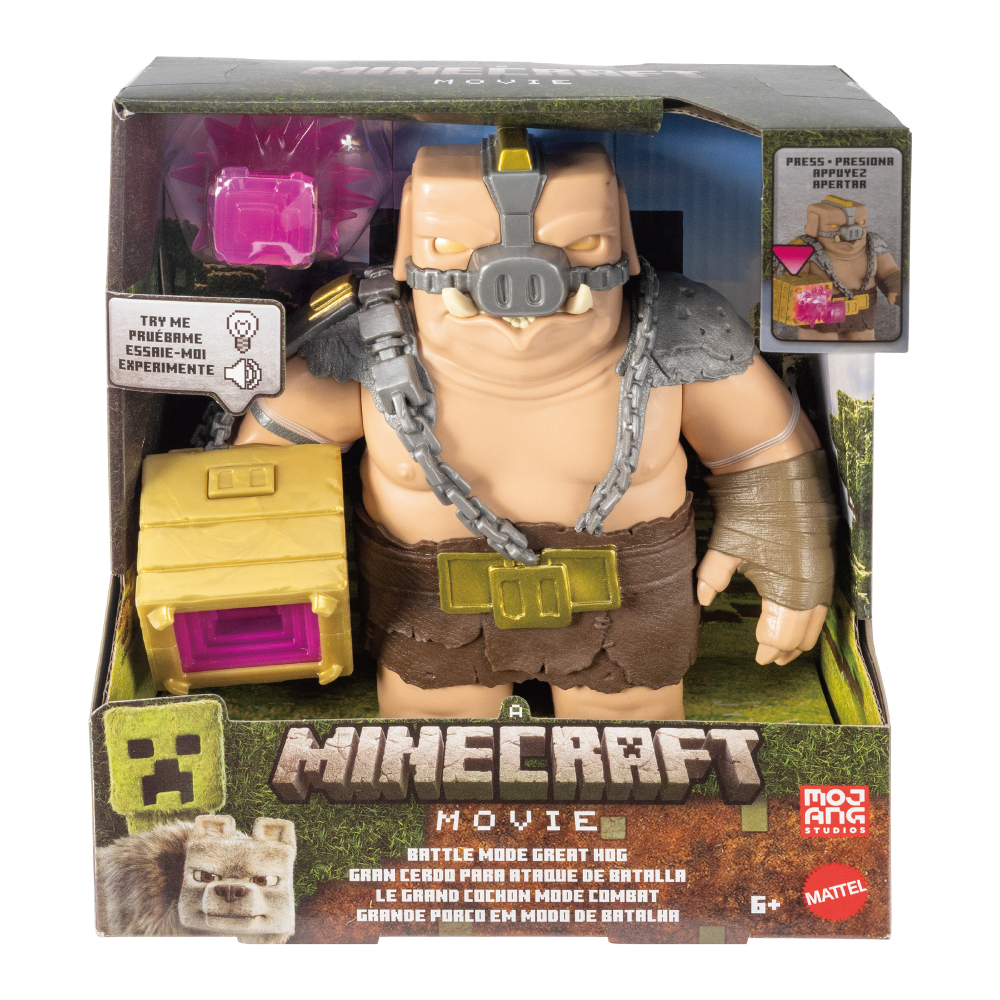 MINECRAFT
MOVIE
PRESS • PRESIONA
APPUYEZ
APERTAR
TRY ME
PRUÉBAME
ESSAIE-MOI
EXPERIMENTE
A
MINECRAFT
MOVIE
BATTLE MODE GREAT HOG
GRAN CERDO PARA ATAQUE DE BATALLA
LE GRAND COCHON MODE COMBAT
GRANDE PORCO EM MODO DE BATALHA
6+
MOJ
ANG
STUDIOS
MATTEL